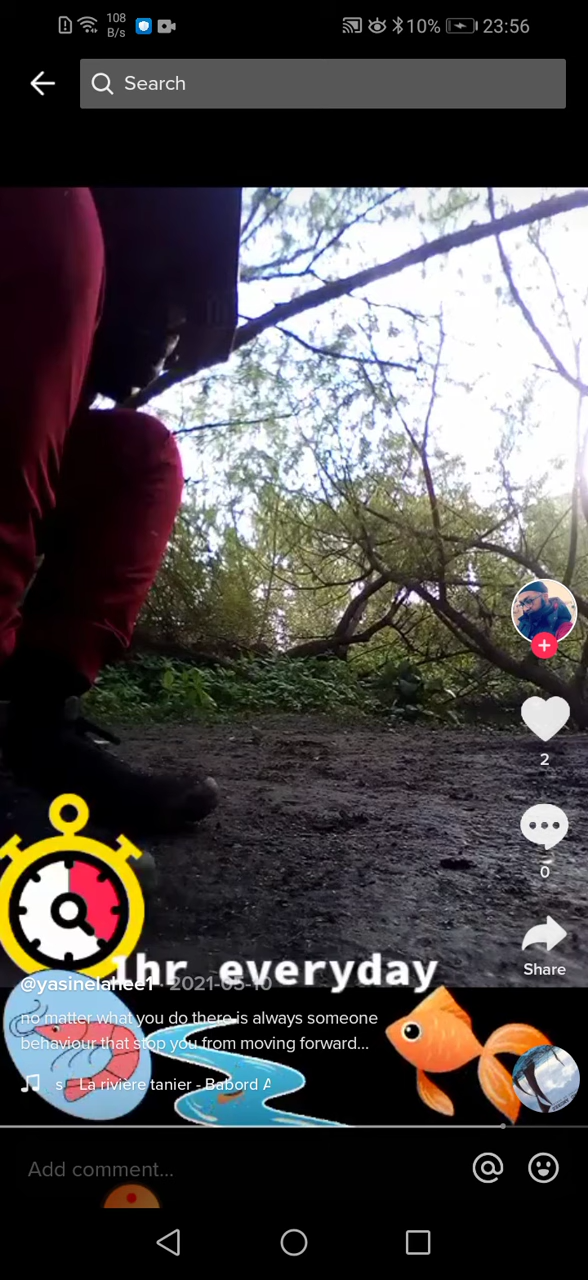 108
B/s
10%
23:56
Search
2
0
Share
1hr everyday
@yasinelahee1 · 2021-05-10
no matter what you do there is always someone
behaviour that stop you from moving forward...
s La rivière tanier - Babord A
Add comment...